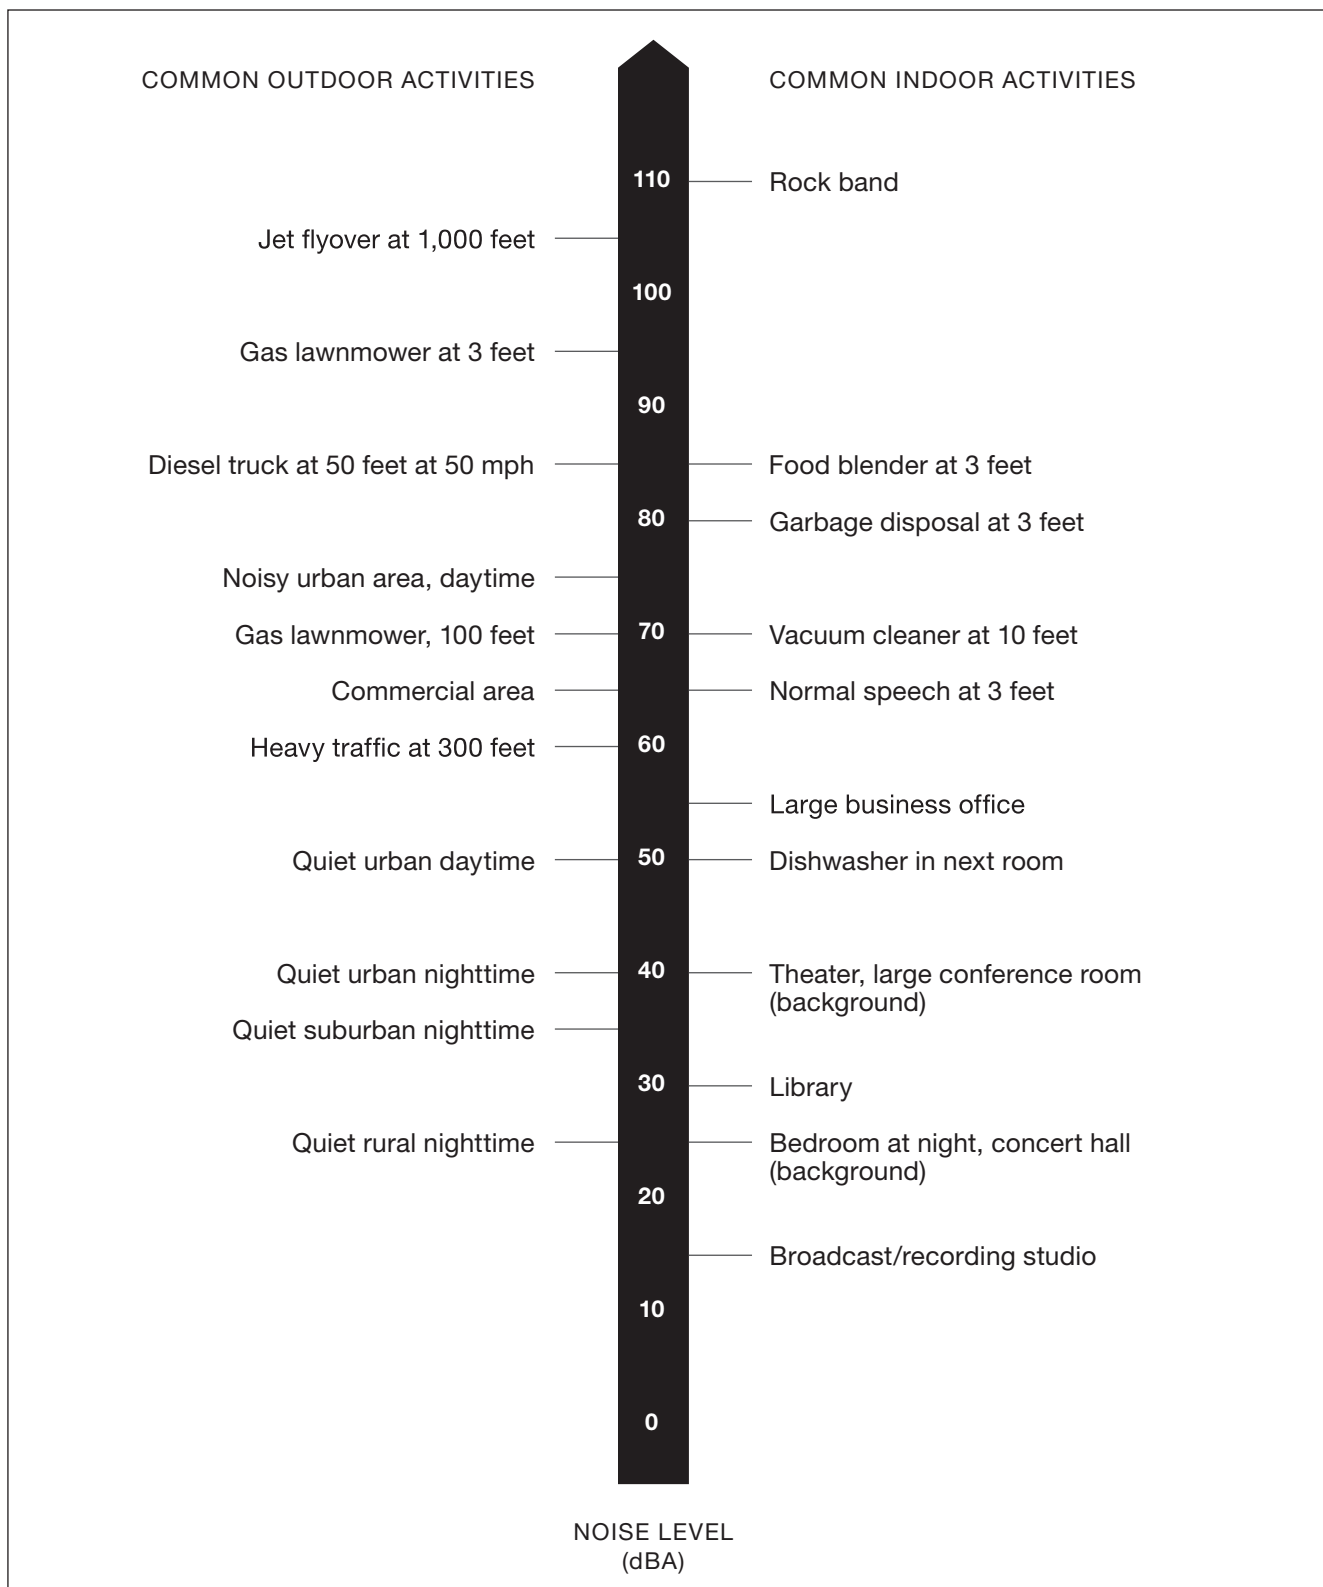 COMMON OUTDOOR ACTIVITIES
COMMON INDOOR ACTIVITIES
110
Rock band
Jet flyover at 1,000 feet
100
Gas lawnmower at 3 feet
90
Diesel truck at 50 feet at 50 mph
Food blender at 3 feet
80
Garbage disposal at 3 feet
Noisy urban area, daytime
Gas lawnmower, 100 feet
70
Vacuum cleaner at 10 feet
Commercial area
Normal speech at 3 feet
Heavy traffic at 300 feet
60
Large business office
Quiet urban daytime
50
Dishwasher in next room
Quiet urban nighttime
40
Theater, large conference room
(background)
Quiet suburban nighttime
30
Library
Quiet rural nighttime
Bedroom at night, concert hall
(background)
20
Broadcast/recording studio
10
0
NOISE LEVEL
(dBA)